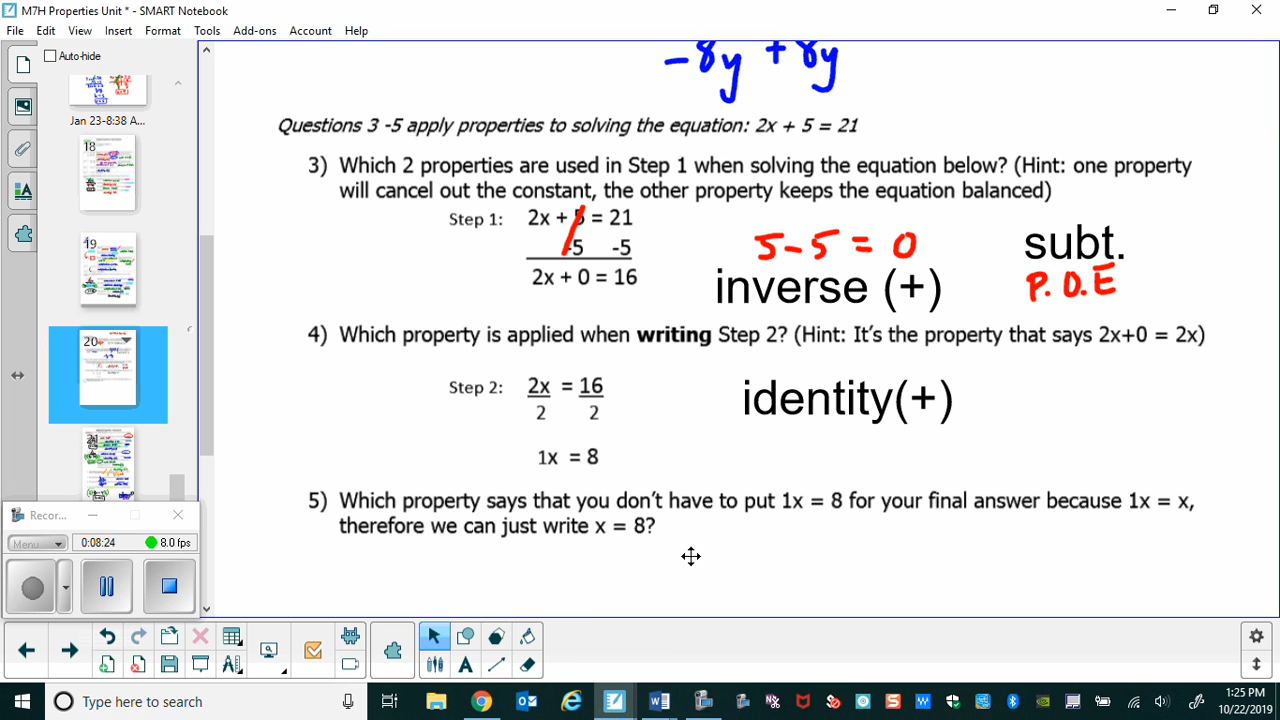 M7H Properties Unit * - SMART Notebook
File Edit View Insert Format Tools Add-ons Account Help
Auto-hide
Jan 23-8:38 A...
18
19
20
21
-8y +8y
Questions 3 -5 apply properties to solving the equation: 2x + 5 = 21
3) Which 2 properties are used in Step 1 when solving the equation below? (Hint: one property
will cancel out the constant, the other property keeps the equation balanced)
Step 1: 2x + 5 = 21
-5 -5
2x + 0 = 16
5-5 = 0
inverse (+)
subt.
P.O.E
4) Which property is applied when writing Step 2? (Hint: It's the property that says 2x+0 = 2x)
Step 2: 2x = 16
2 2
1x = 8
identity(+)
5) Which property says that you don't have to put 1x = 8 for your final answer because 1x = x,
therefore we can just write x = 8?
Recor...
Menu 0:08:24 8.0 fps
Type here to search
1:25 PM
10/22/2019